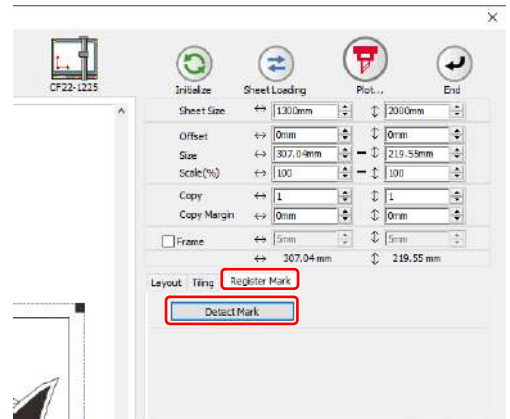 CF22-1225
Initialize Sheet Loading Plot... End
Sheet Size 1300mm 2000mm
Offset 0mm 0mm
Size 307.04mm 219.55mm
Scale(%) 100 100
Copy 1 1
Copy Margin 0mm 0mm
Frame 5mm 5mm
307.04 mm 219.55 mm
Layout Tiling Register Mark
Detect Mark